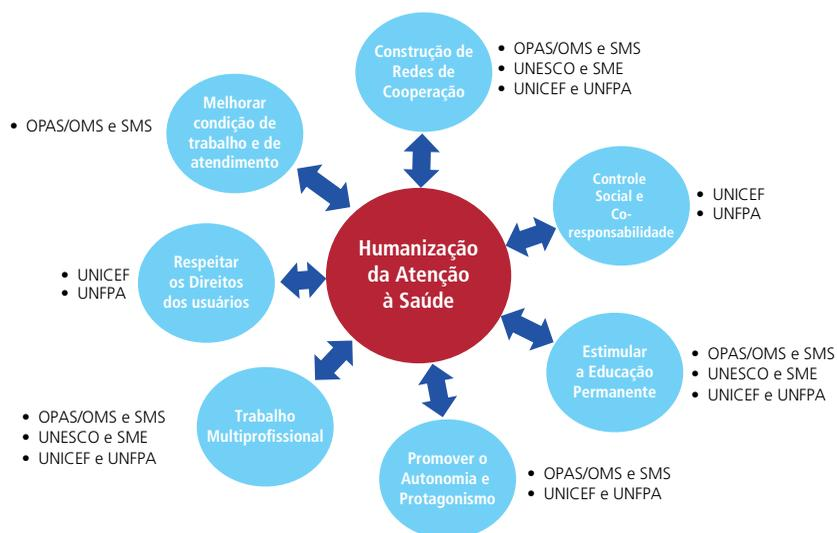 Construção de
Redes de
Cooperação
• OPAS/OMS e SMS
• UNESCO e SME
• UNICEF e UNFPA
Melhorar
condição de
trabalho e de
atendimento
• OPAS/OMS e SMS
Controle
Social e
Co-
responsabilidade
• UNICEF
• UNFPA
Humanização
da Atenção
à Saúde
Respeitar
os Direitos
dos usuários
• UNICEF
• UNFPA
Estimular
a Educação
Permanente
• OPAS/OMS e SMS
• UNESCO e SME
• UNICEF e UNFPA
Trabalho
Multiprofissional
• OPAS/OMS e SMS
• UNESCO e SME
• UNICEF e UNFPA
Promover o
Autonomia e
Protagonismo
• OPAS/OMS e SMS
• UNICEF e UNFPA